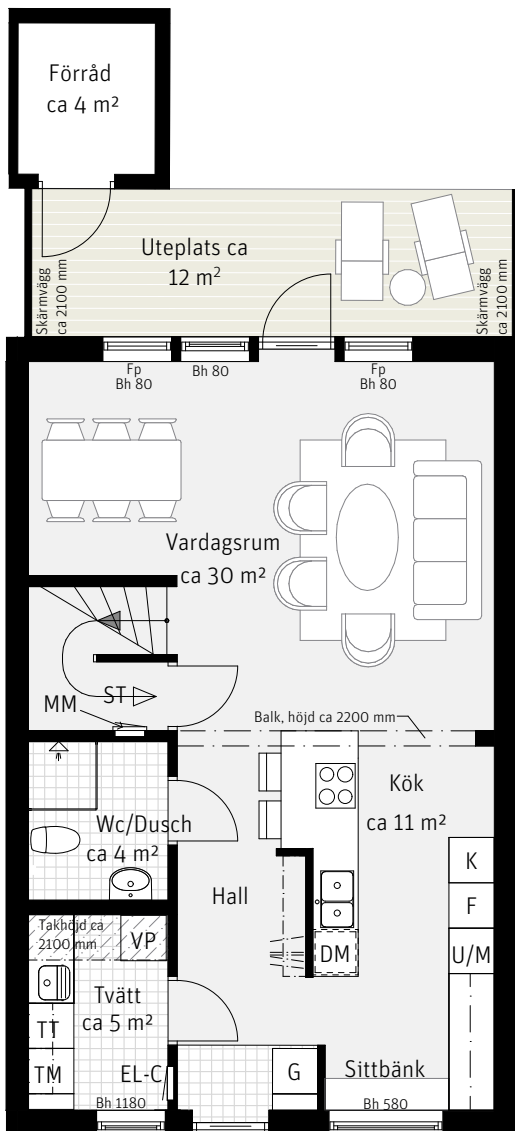 Förråd
ca 4 m²
Uteplats ca
12 m²
Skärmvägg
ca 2100 mm
Skärmvägg
ca 2100 mm
Fp
Bh 80
Bh 80
Fp
Bh 80
Vardagsrum
ca 30 m²
ST
MM
Balk, höjd ca 2200 mm
Wc/Dusch
ca 4 m²
Kök
ca 11 m²
Hall
K
F
U/M
DM
Takhöjd ca
2100 mm
VP
Tvätt
ca 5 m²
TT
TM
EL-C
G
Sittbänk
Bh 1180
Bh 580